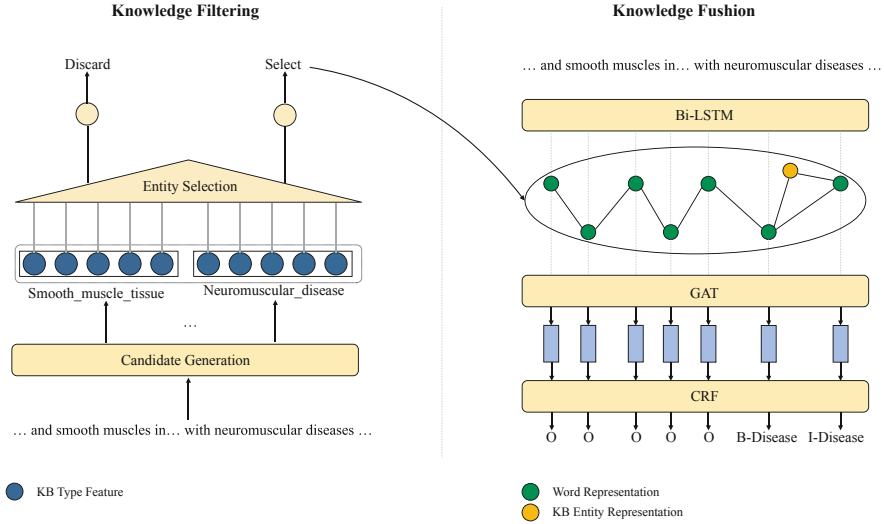 Knowledge Filtering
Discard
Select
Entity Selection
Smooth_muscle_tissue
Neuromuscular_disease
…
Candidate Generation
… and smooth muscles in… with neuromuscular diseases …
KB Type Feature
Knowledge Fushion
… and smooth muscles in… with neuromuscular diseases …
Bi-LSTM
GAT
CRF
O O O O O B-Disease I-Disease
Word Representation
KB Entity Representation